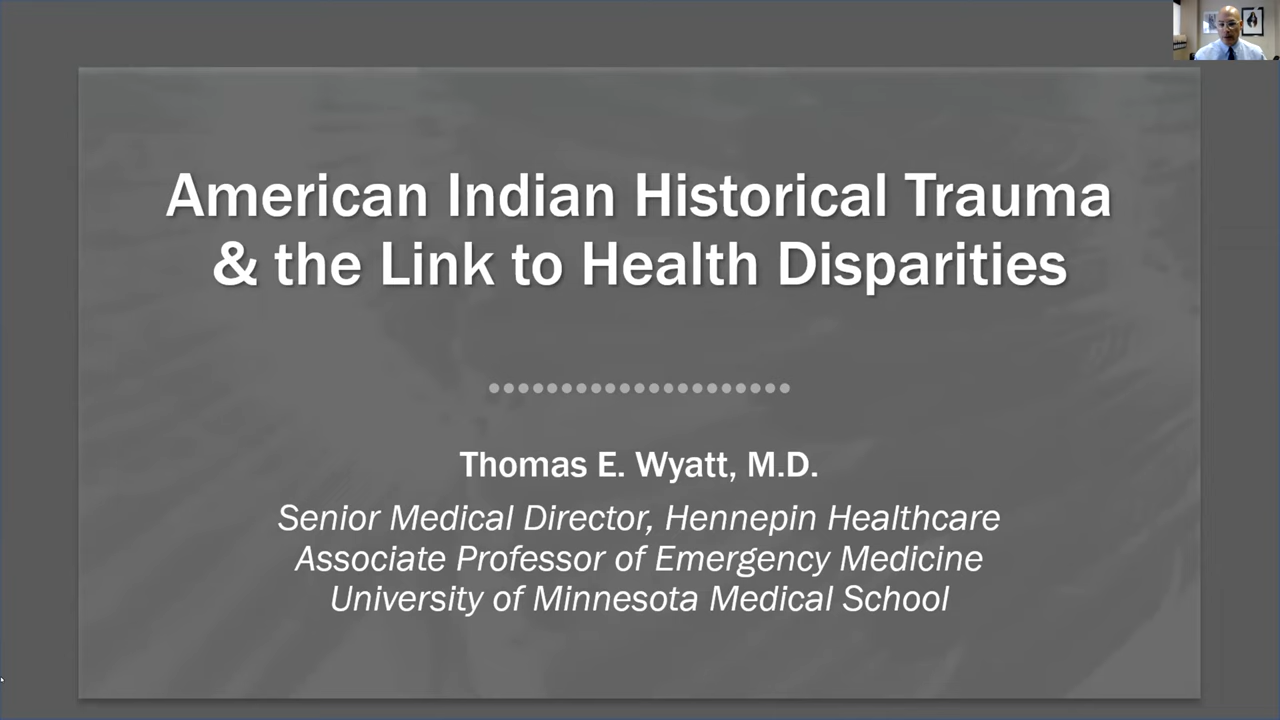 American Indian Historical Trauma
& the Link to Health Disparities
Thomas E. Wyatt, M.D.
Senior Medical Director, Hennepin Healthcare
Associate Professor of Emergency Medicine
University of Minnesota Medical School